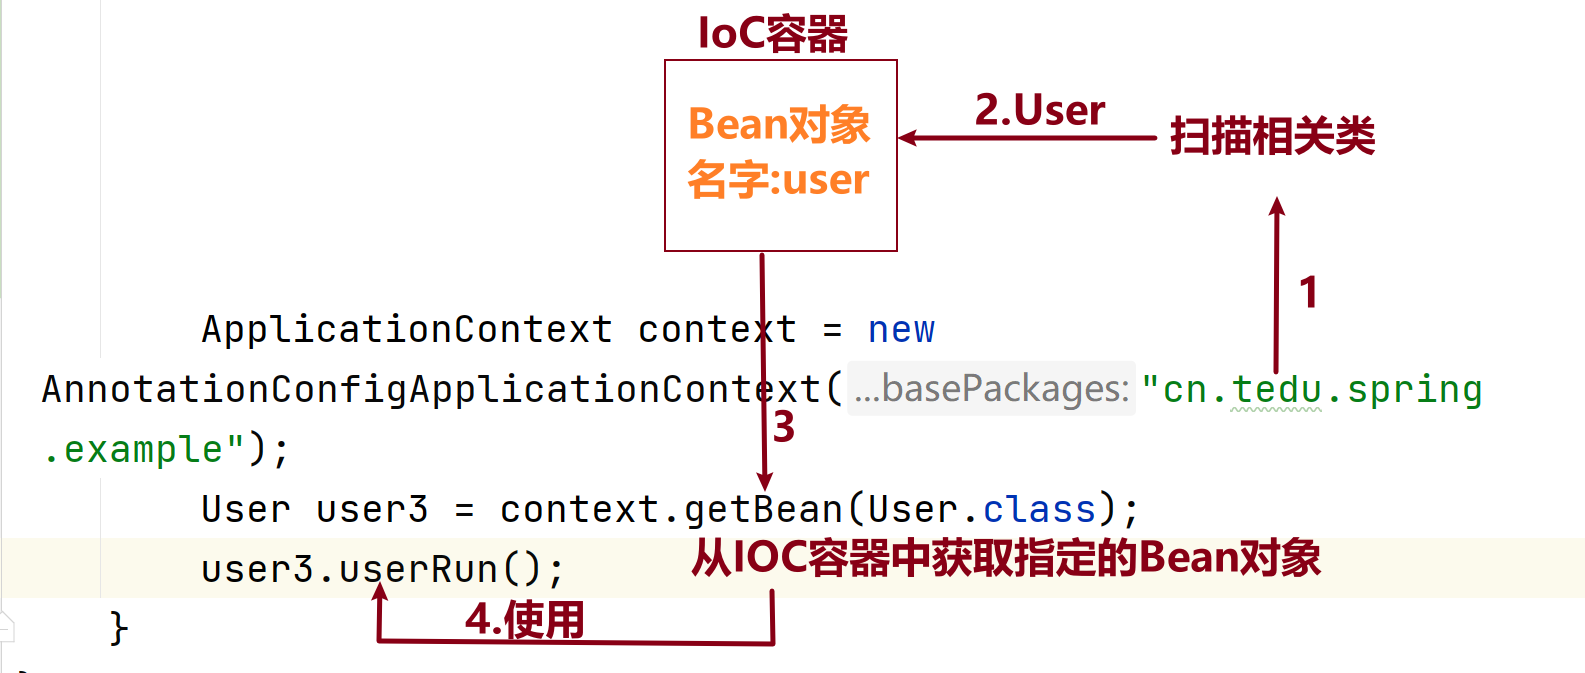 IoC容器
Bean对象
名字:user
2.User
扫描相关类
1
ApplicationContext context = new
AnnotationConfigApplicationContext( ...basePackages: "cn.tedu.spring
.example");
3
User user3 = context.getBean(User.class);
从IOC容器中获取指定的Bean对象
user3.userRun();
4.使用
}